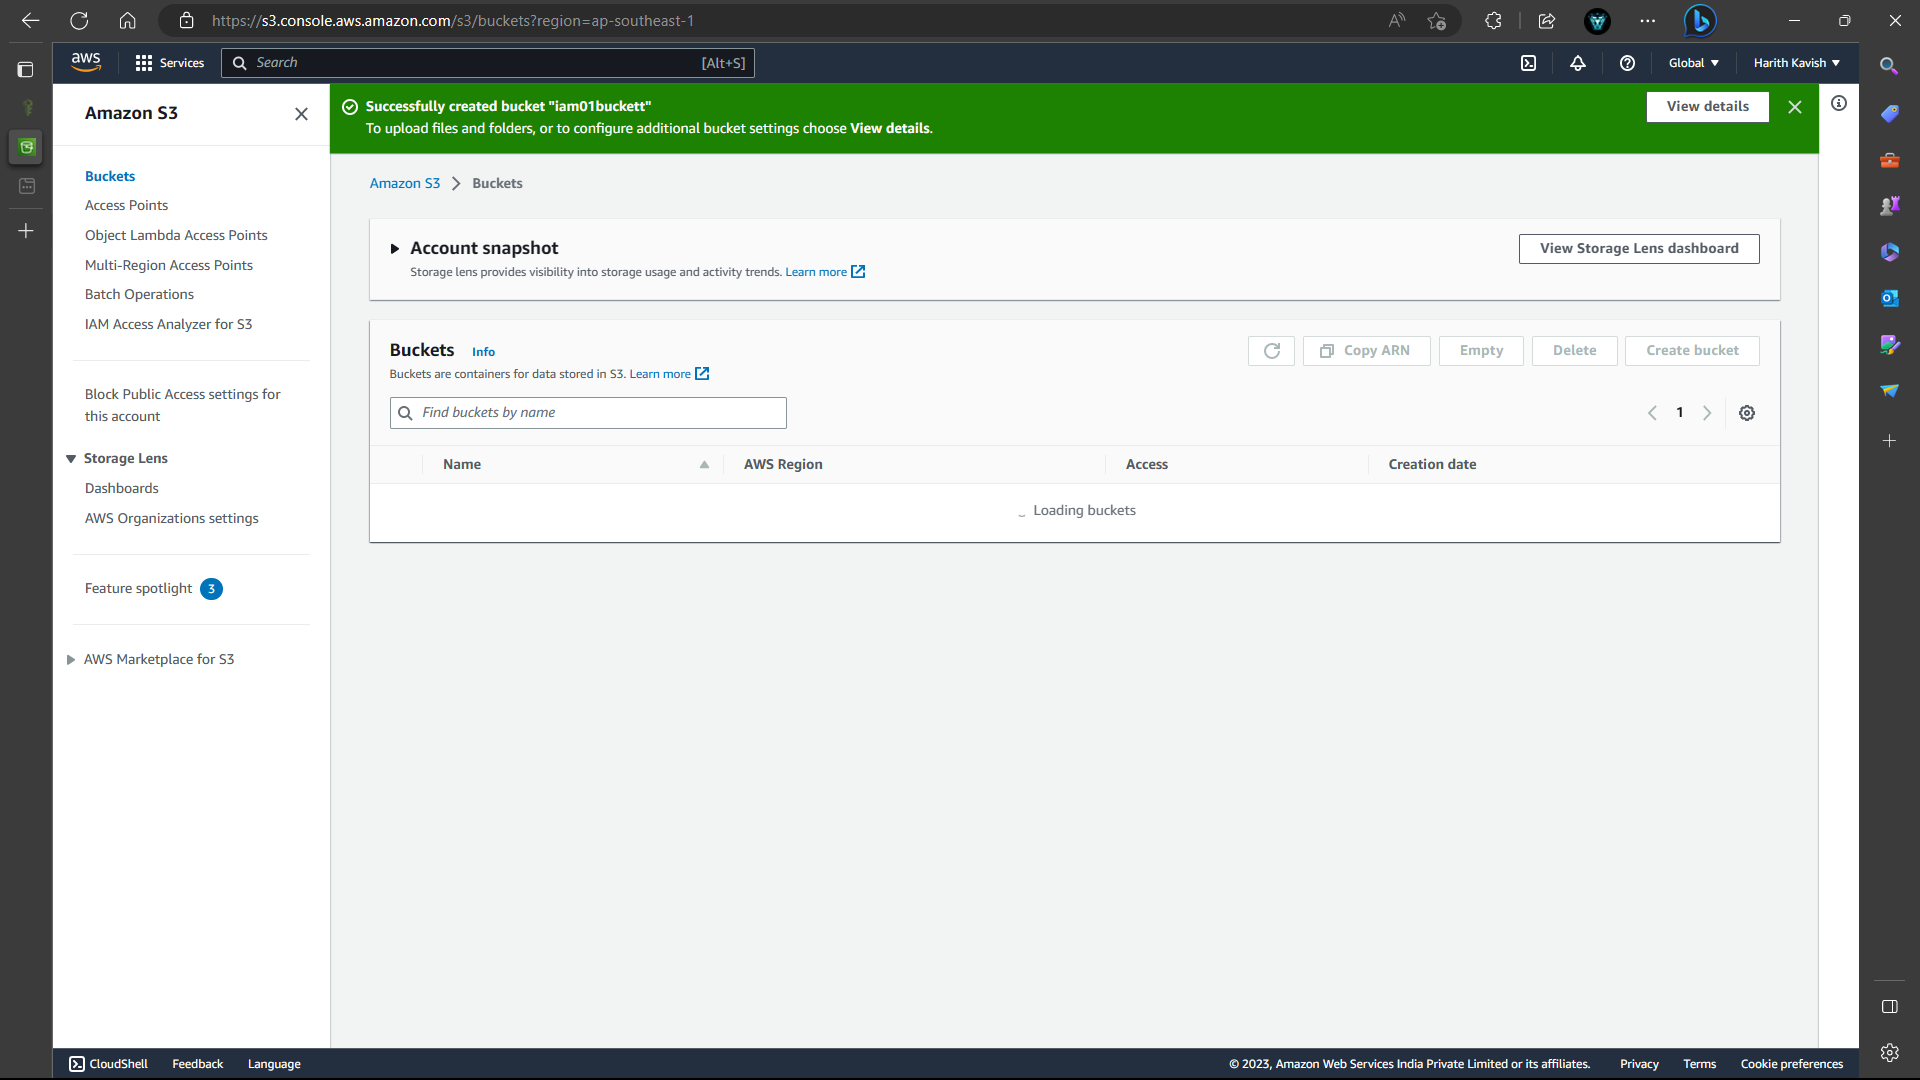 https://s3.console.aws.amazon.com/s3/buckets?region=ap-southeast-1
aws
Services
Search
[Alt+S]
Global
Harith Kavish
Amazon S3
Buckets
Access Points
Object Lambda Access Points
Multi-Region Access Points
Batch Operations
IAM Access Analyzer for S3
Block Public Access settings for
this account
Storage Lens
Dashboards
AWS Organizations settings
Feature spotlight 3
AWS Marketplace for S3
Successfully created bucket "iam01buckett"
To upload files and folders, or to configure additional bucket settings choose View details.
View details
Amazon S3 > Buckets
Account snapshot
Storage lens provides visibility into storage usage and activity trends. Learn more
View Storage Lens dashboard
Buckets Info
Buckets are containers for data stored in S3. Learn more
Copy ARN
Empty
Delete
Create bucket
Find buckets by name
1
Name
AWS Region
Access
Creation date
Loading buckets
CloudShell
Feedback
Language
© 2023, Amazon Web Services India Private Limited or its affiliates.
Privacy
Terms
Cookie preferences